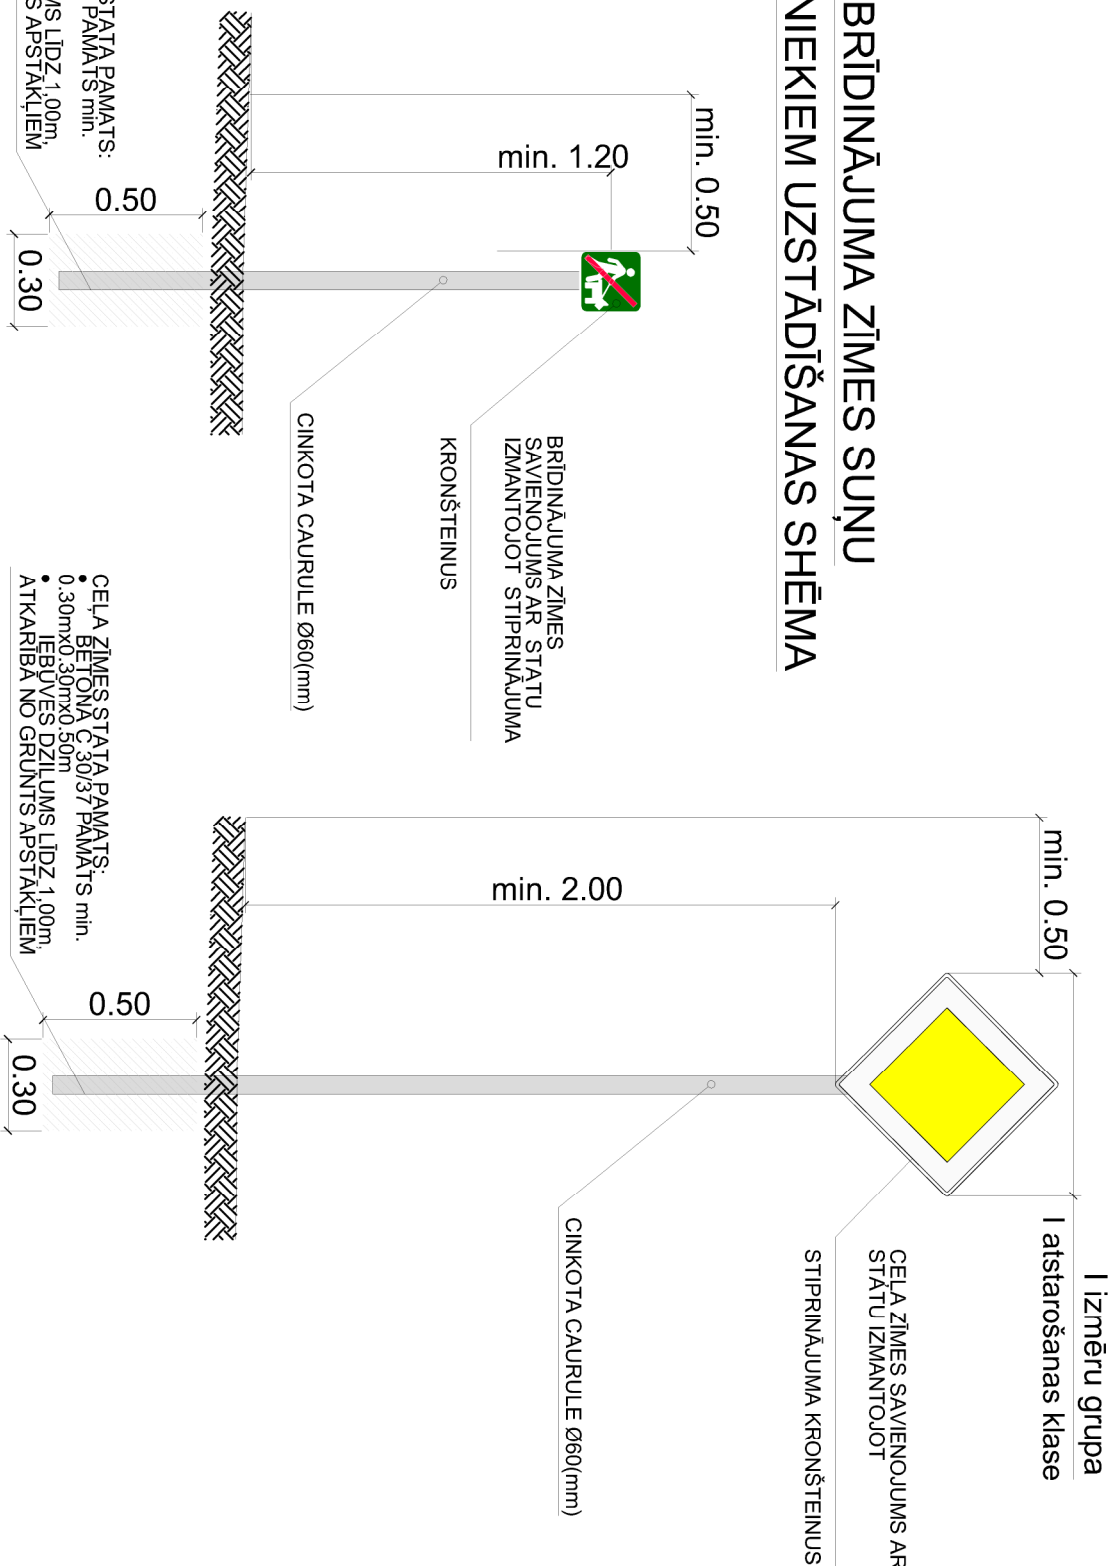 BRĪDINĀJUMA ZĪMES SUŅU
NIEKIEM UZSTĀDĪŠANAS SHĒMA
min. 0.50
min. 1.20
0.50
0.30
STATA PAMATS:
PAMATS min.
MS LĪDZ 1,00m,
S APSTĀKĻIEM
BRĪDINĀJUMA ZĪMES
SAVIENOJUMS AR STATU
IZMANTOJOT STIPRINĀJUMA
KRONŠTEINUS
CINKOTA CAURULE Ø60(mm)
I izmēru grupa
I atstarošanas klase
min. 0.50
min. 2.00
0.50
0.30
CEĻA ZĪMES SAVIENOJUMS AR
STATU IZMANTOJOT
STIPRINĀJUMA KRONŠTEINUS
CINKOTA CAURULE Ø60(mm)
CEĻA ZĪMES STATA PAMATS:
• BETONA C 30/37 PAMATS min.
0.30mx0.30mx0.50m
• IEBŪVES DZIĻUMS LĪDZ 1,00m,
ATKARĪBĀ NO GRUNTS APSTĀKĻIEM